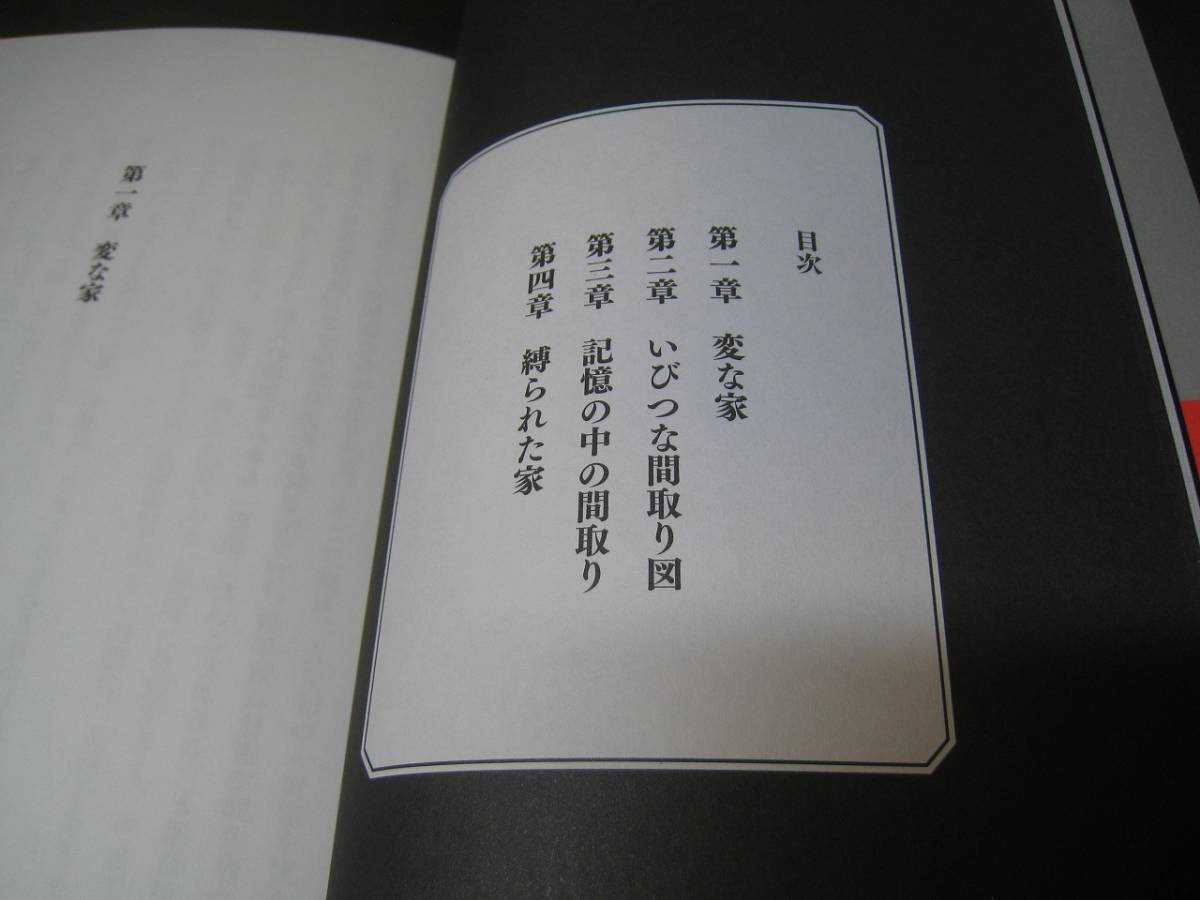 目次
第一章 変な家
第二章 いびつな間取り図
第三章 記憶の中の間取り
第四章 縛られた家
第一章 変な家